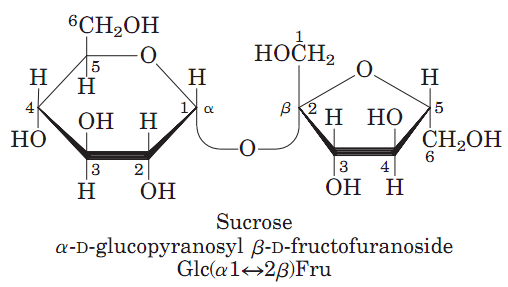 ⁶CH₂OH
O
1
HOCH₂
O
H
5
H
H
H
4
1
α
β
2
5
HO
OH
H
H
HO
CH₂OH
6
O
3
2
3
4
H
OH
OH
H
Sucrose
α-D-glucopyranosyl β-D-fructofuranoside
Glc(α1↔2β)Fru